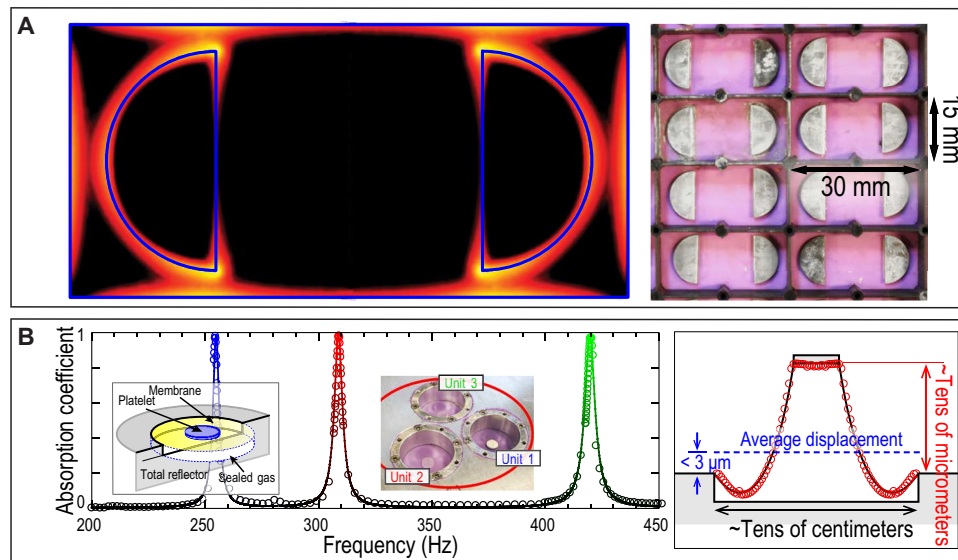 A
15 mm
30 mm
B
Absorption coefficient
1
0
200
250
300
350
400
450
Frequency (Hz)
Membrane
Platelet
Total reflector
Sealed gas
Unit 3
Unit 1
Unit 2
Average displacement
< 3 μm
~Tens of micrometers
~Tens of centimeters